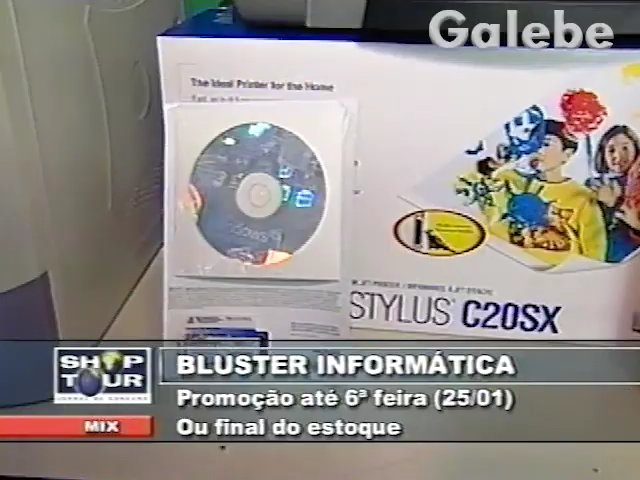 Galebe
The Ideal Printer for the Home
Windows
STYLUS C20SX
SHOP TOUR
BLUSTER INFORMÁTICA
Promoção até 6ª feira (25/01)
MIX
Ou final do estoque